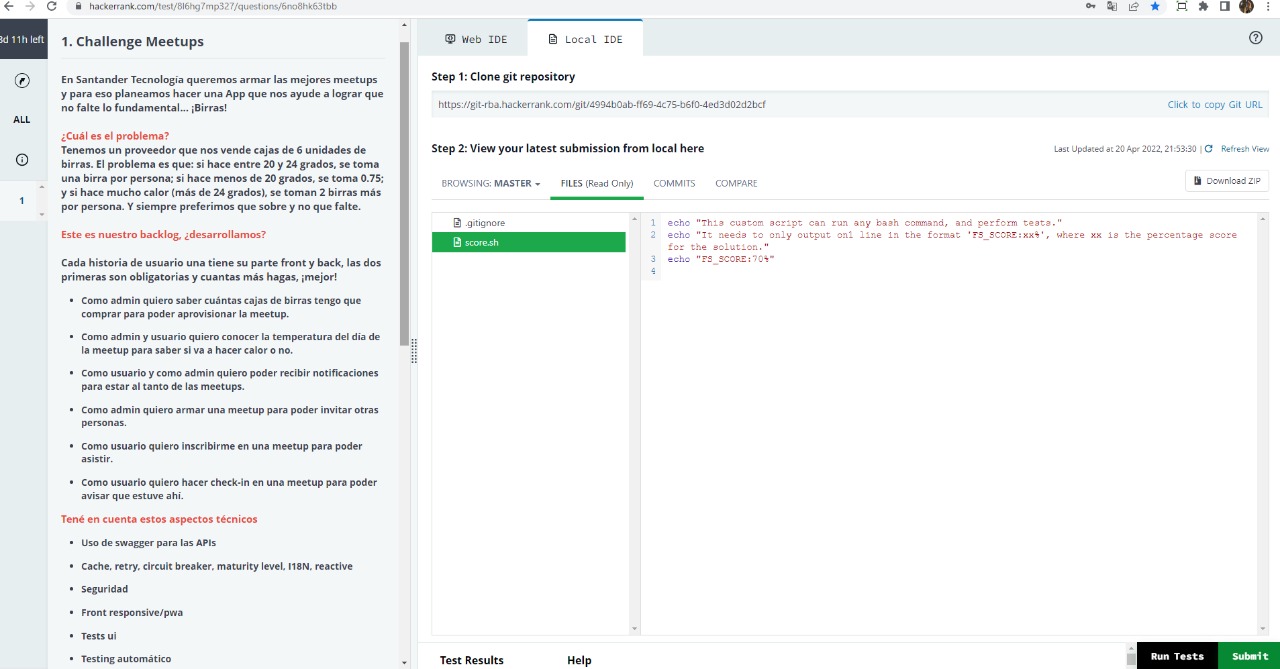 hackerrank.com/test/8l6hg7mp327/questions/6no8hk63tbb
3d 11h left
ALL
1
1. Challenge Meetups
En Santander Tecnología queremos armar las mejores meetups
y para eso planeamos hacer una App que nos ayude a lograr que
no falte lo fundamental... ¡Birras!
¿Cuál es el problema?
Tenemos un proveedor que nos vende cajas de 6 unidades de
birras. El problema es que: si hace entre 20 y 24 grados, se toma
una birra por persona; si hace menos de 20 grados, se toma 0.75;
y si hace mucho calor (más de 24 grados), se toman 2 birras más
por persona. Y siempre preferimos que sobre y no que falte.
Este es nuestro backlog, ¿desarrollamos?
Cada historia de usuario una tiene su parte front y back, las dos
primeras son obligatorias y cuantas más hagas, ¡mejor!
• Como admin quiero saber cuántas cajas de birras tengo que
comprar para poder aprovisionar la meetup.
• Como admin y usuario quiero conocer la temperatura del día de
la meetup para saber si va a hacer calor o no.
• Como usuario y como admin quiero poder recibir notificaciones
para estar al tanto de las meetups.
• Como admin quiero armar una meetup para poder invitar otras
personas.
• Como usuario quiero inscribirme en una meetup para poder
asistir.
• Como usuario quiero hacer check-in en una meetup para poder
avisar que estuve ahí.
Tené en cuenta estos aspectos técnicos
• Uso de swagger para las APIs
• Cache, retry, circuit breaker, maturity level, I18N, reactive
• Seguridad
• Front responsive/pwa
• Tests ui
• Testing automático
Web IDE
Local IDE
Step 1: Clone git repository
https://git-rba.hackerrank.com/git/4994b0ab-ff69-4c75-b6f0-4ed3d02d2bcf
Click to copy Git URL
Step 2: View your latest submission from local here
Last Updated at 20 Apr 2022, 21:53:30 | Refresh View
BROWSING: MASTER
FILES (Read Only)
COMMITS
COMPARE
Download ZIP
.gitignore
score.sh
1 echo "This custom script can run any bash command, and perform tests."
2 echo "It needs to only output onl line in the format 'FS_SCORE:xx%', where xx is the percentage score
for the solution."
3 echo "FS_SCORE:70%"
4
Test Results
Help
Run Tests
Submit